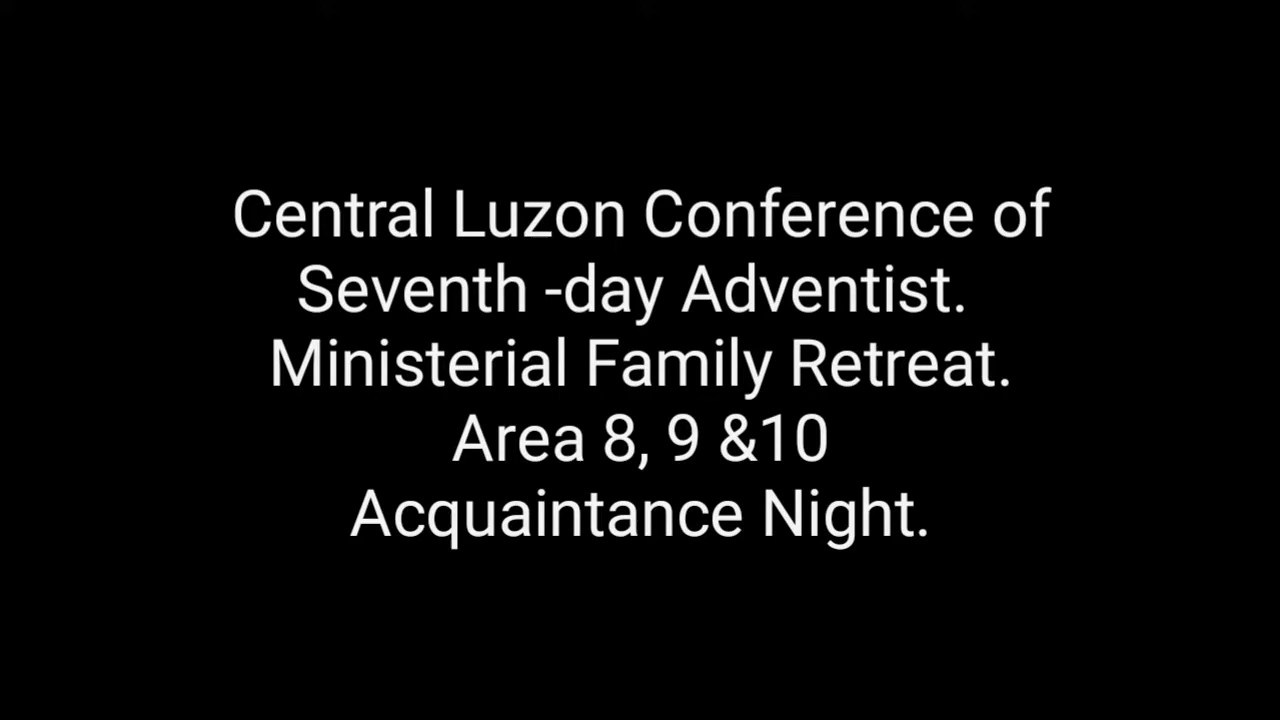 Central Luzon Conference of
Seventh -day Adventist.
Ministerial Family Retreat.
Area 8, 9 &10
Acquaintance Night.